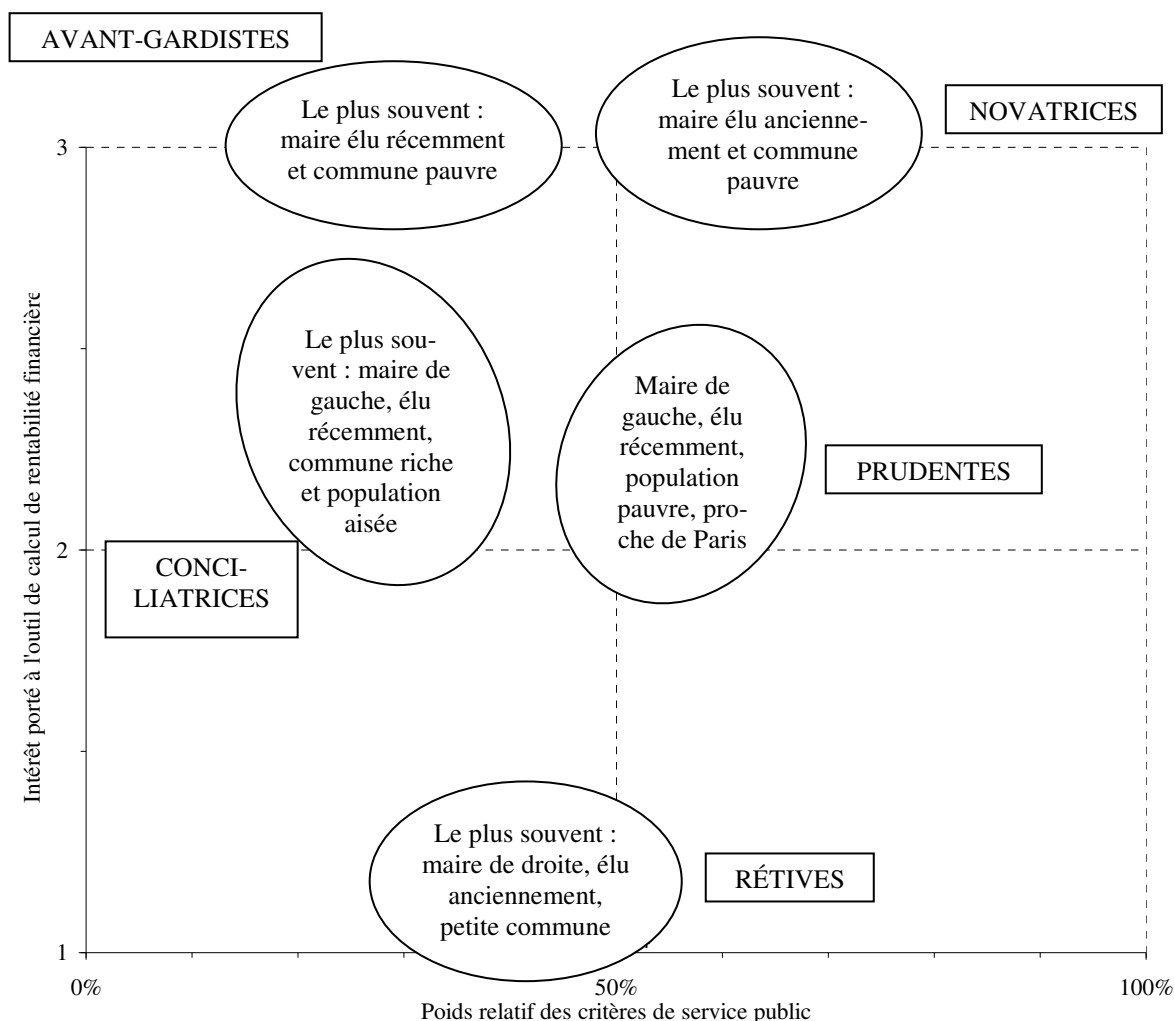 AVANT-GARDISTES
Le plus souvent :
maire élu récemment
et commune pauvre
Le plus souvent :
maire élu ancienne-
ment et commune
pauvre
NOVATRICES
3
Le plus sou-
vent : maire de
gauche, élu
récemment,
commune riche
et population
aisée
Maire de
gauche, élu
récemment,
population
pauvre, pro-
che de Paris
PRUDENTES
2
CONCI-
LIATRICES
Intérêt porté à l'outil de calcul de rentabilité financière
Le plus souvent :
maire de droite, élu
anciennement,
petite commune
RÉTIVES
1
0%
50%
100%
Poids relatif des critères de service public